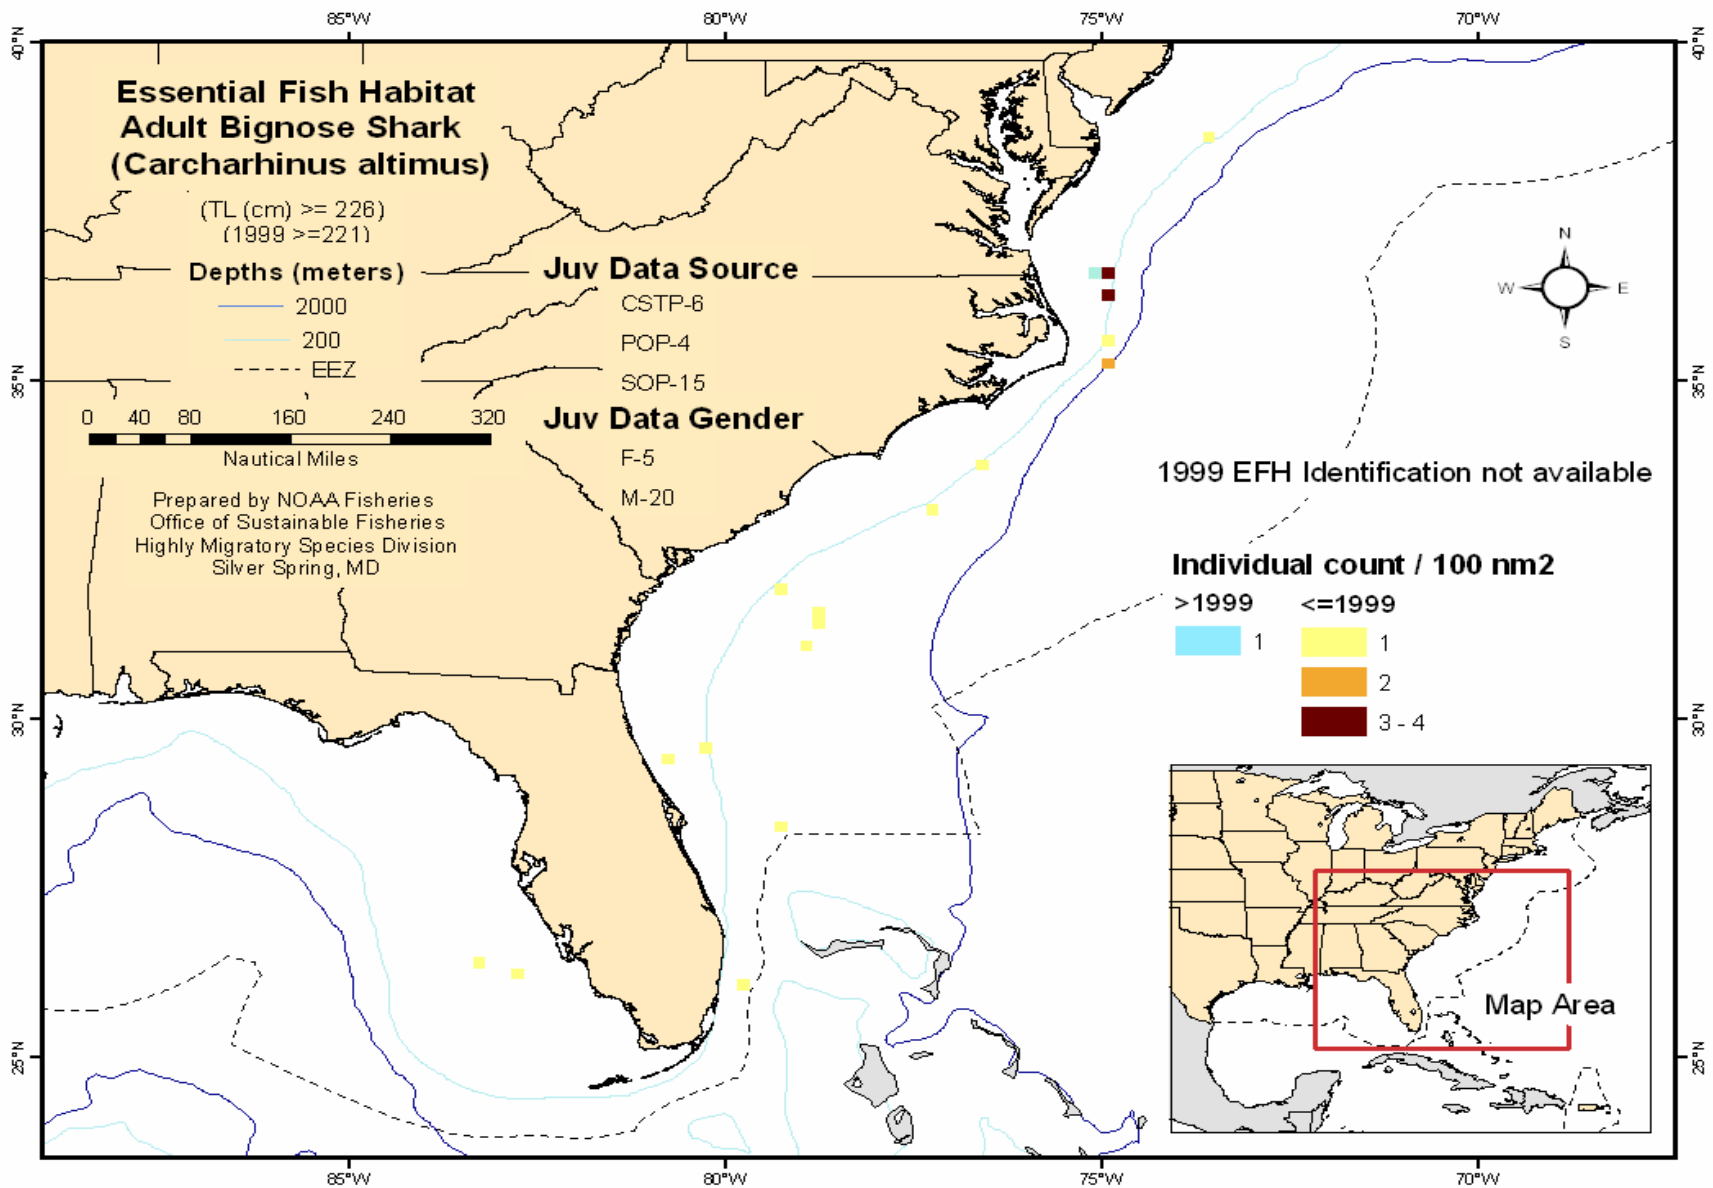 85°W 80°W 75°W 70°W
40°N 40°N
Essential Fish Habitat
Adult Bignose Shark
(Carcharhinus altimus)
(TL (cm) >= 226)
(1999 >=221)
Depths (meters)
2000
200
EEZ
0 40 80 160 240 320
Nautical Miles
Prepared by NOAA Fisheries
Office of Sustainable Fisheries
Highly Migratory Species Division
Silver Spring, MD
Juv Data Source
CSTP-6
POP-4
SOP-15
Juv Data Gender
F-5
M-20
N
W E
S
35°N 35°N
1999 EFH Identification not available
Individual count / 100 nm2
>1999 <=1999
1 1
2
3 - 4
30°N 30°N
Map Area
25°N 25°N
85°W 80°W 75°W 70°W